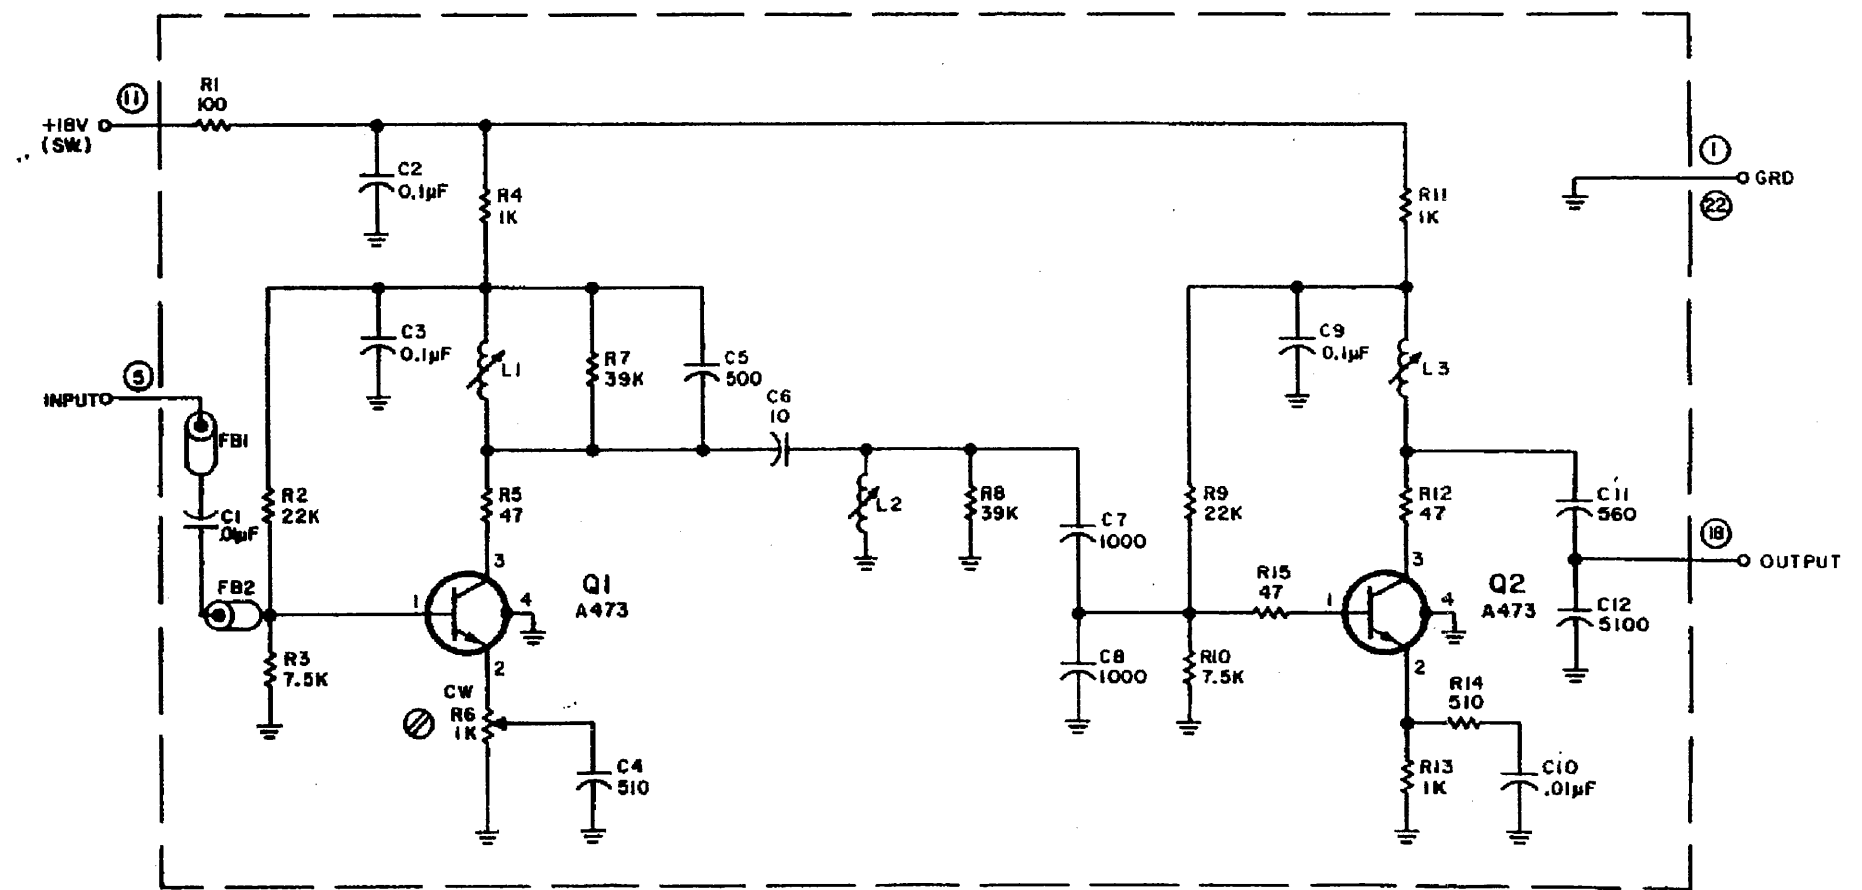 R1
100
11
+18V
(SW.)
C2
0.1µF
R4
1K
R11
1K
1
GRD
22
C3
0.1µF
L1
R7
39K
C5
500
C6
10
C9
0.1µF
L3
5
INPUT
FB1
C1
.01µF
R2
22K
R5
47
L2
R8
39K
C7
1000
R9
22K
R12
47
C11
560
18
OUTPUT
FB2
1
3
4
2
Q1
A473
R15
47
1
3
4
2
Q2
A473
C12
5100
R3
7.5K
C8
1000
R10
7.5K
CW
R6
1K
C4
510
R14
510
R13
1K
C10
.01µF